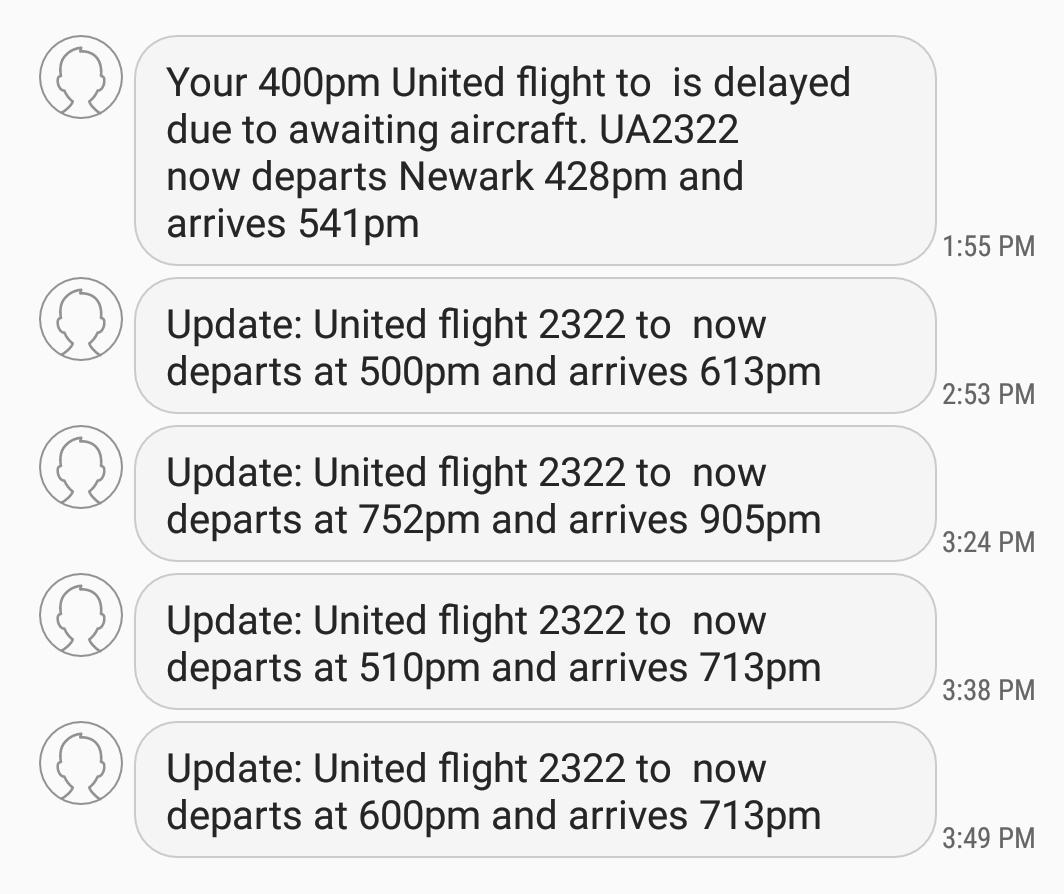 Your 400pm United flight to  is delayed
due to awaiting aircraft. UA2322
now departs Newark 428pm and
arrives 541pm
1:55 PM
Update: United flight 2322 to  now
departs at 500pm and arrives 613pm
2:53 PM
Update: United flight 2322 to  now
departs at 752pm and arrives 905pm
3:24 PM
Update: United flight 2322 to  now
departs at 510pm and arrives 713pm
3:38 PM
Update: United flight 2322 to  now
departs at 600pm and arrives 713pm
3:49 PM